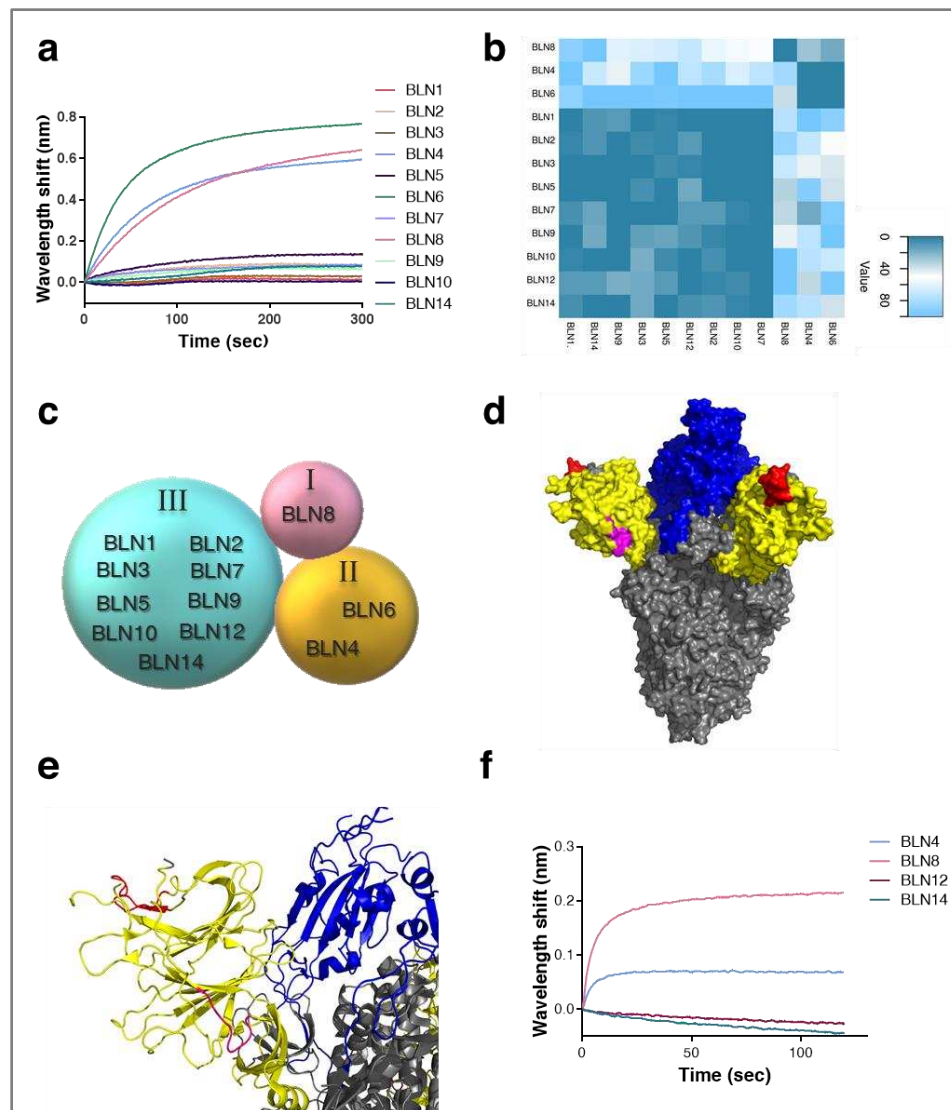 a
Wavelength shift (nm)
0.8
0.6
0.4
0.2
0.0
0 100 200 300
Time (sec)
BLN1
BLN2
BLN3
BLN4
BLN5
BLN6
BLN7
BLN8
BLN9
BLN10
BLN14
b
BLN8
BLN4
BLN6
BLN1
BLN2
BLN3
BLN5
BLN7
BLN9
BLN10
BLN12
BLN14
BLN1. BLN14 BLN9 BLN3 BLN5 BLN12 BLN2 BLN10 BLN7 BLN8 BLN4 BLN6
0 40 80
Value
c
III
BLN1 BLN2
BLN3 BLN7
BLN5 BLN9
BLN10 BLN12
BLN14
I
BLN8
II
BLN6
BLN4
d
e
f
Wavelength shift (nm)
0.3
0.2
0.1
0.0
0 50 100
Time (sec)
BLN4
BLN8
BLN12
BLN14